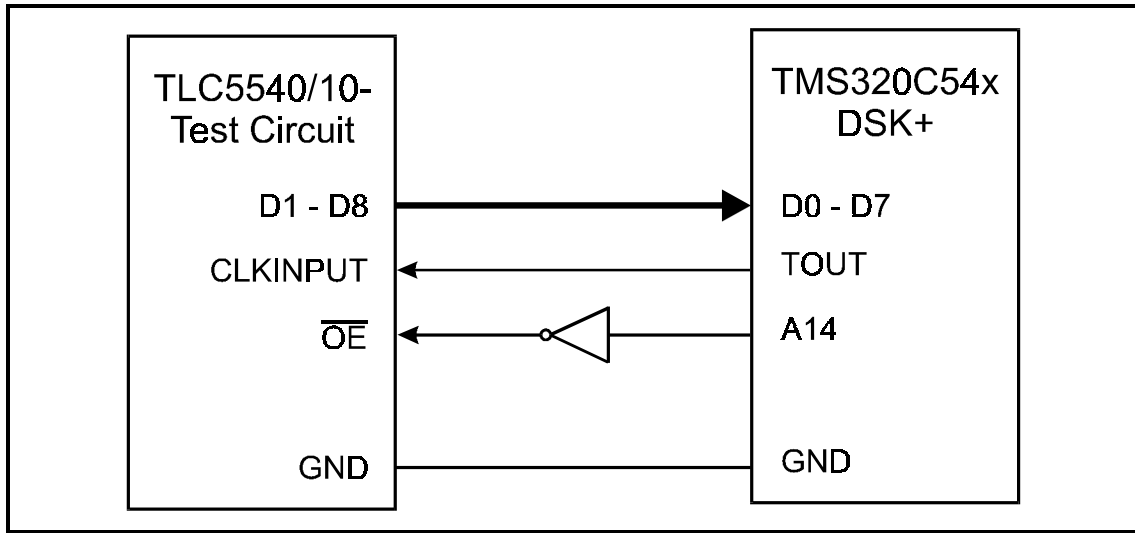 TLC5540/10-
Test Circuit
D1 - D8
CLKINPUT
OE
GND
TMS320C54x
DSK+
D0 - D7
TOUT
A14
GND